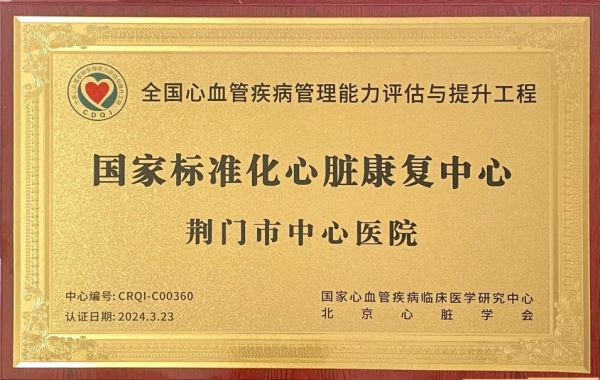 CDQI
全国心血管疾病管理能力评估与提升工程
国家标准化心脏康复中心
荆门市中心医院
中心编号: CRQI-C00360
认证日期: 2024.3.23
国家心血管疾病临床医学研究中心
北京心脏学会